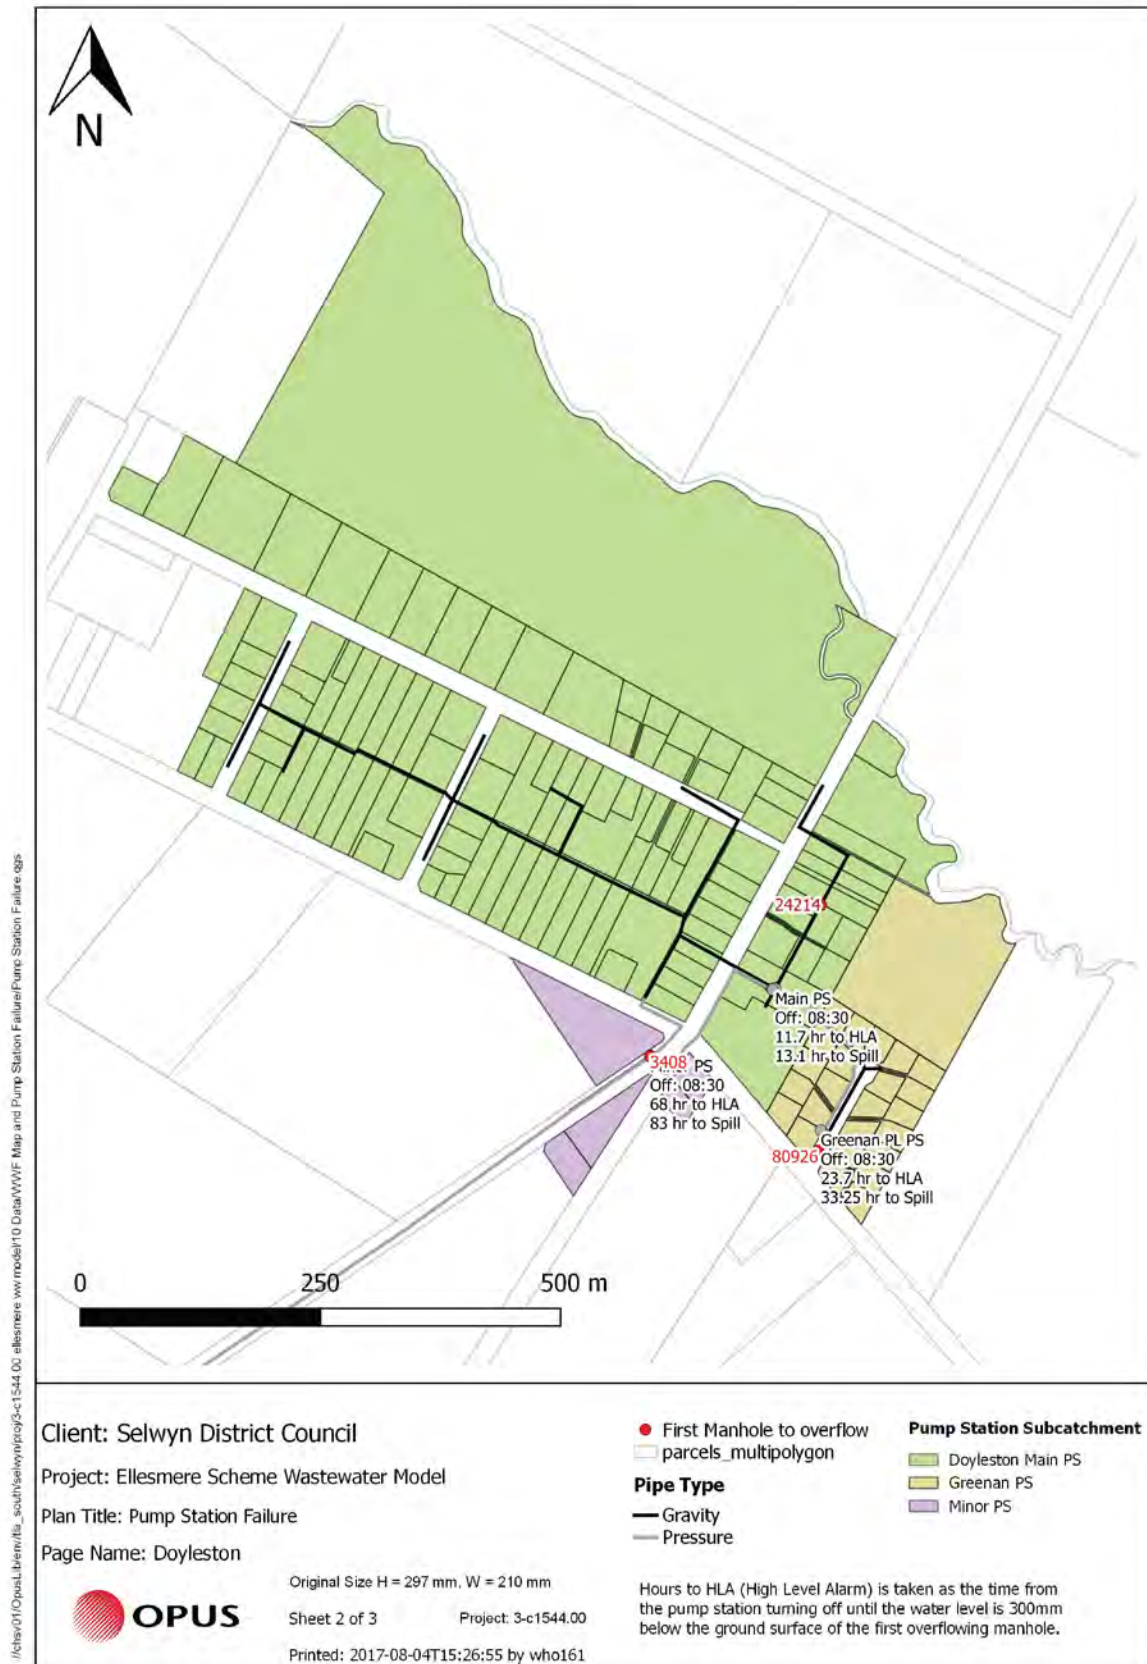 N
24214
Main PS
Off: 08:30
11.7 hr to HLA
13.1 hr to Spill
3408
PS
Off: 08:30
68 hr to HLA
83 hr to Spill
80926
Greenan PL PS
Off: 08:30
23.7 hr to HLA
33.25 hr to Spill
0 250 500 m
Client: Selwyn District Council
Project: Ellesmere Scheme Wastewater Model
Plan Title: Pump Station Failure
Page Name: Doyleston
OPUS
Original Size H = 297 mm, W = 210 mm
Sheet 2 of 3 Project: 3-c1544.00
Printed: 2017-08-04T15:26:55 by who161
First Manhole to overflow
parcels_multipolygon
Pipe Type
Gravity
Pressure
Pump Station Subcatchment
Doyleston Main PS
Greenan PS
Minor PS
Hours to HLA (High Level Alarm) is taken as the time from
the pump station turning off until the water level is 300mm
below the ground surface of the first overflowing manhole.